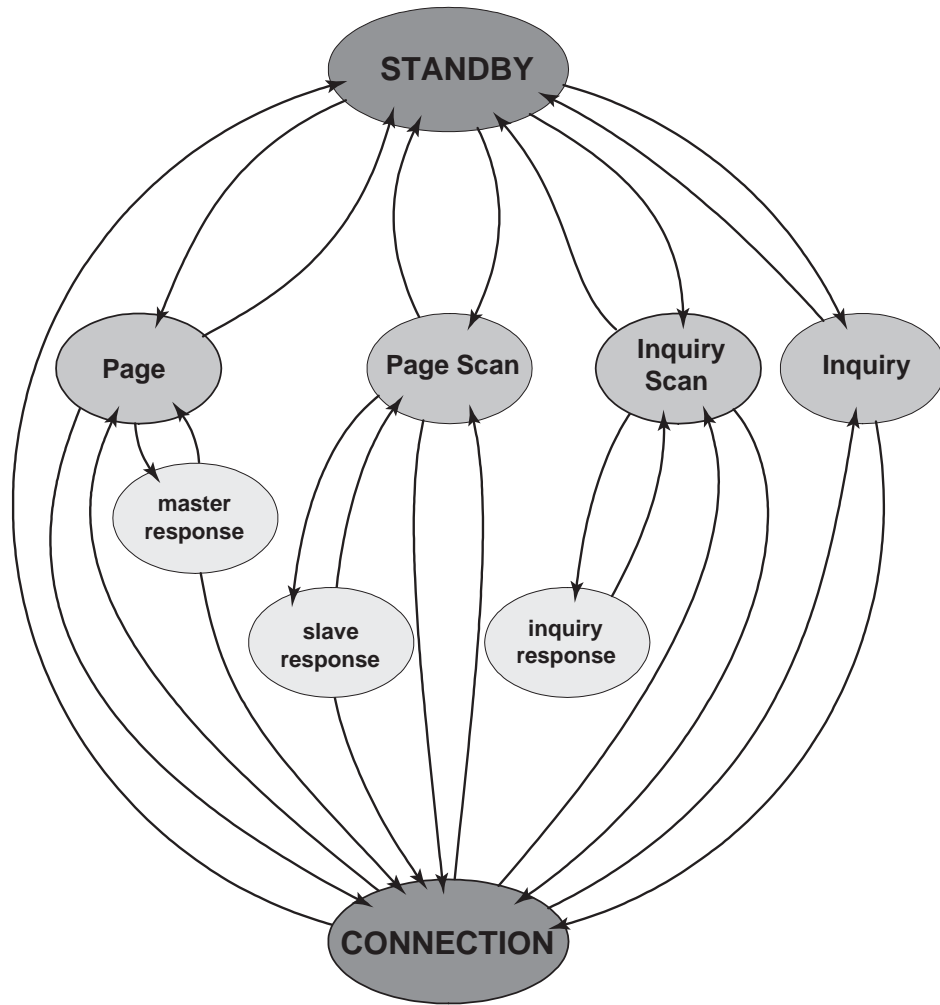 STANDBY
Page
Page Scan
Inquiry
Scan
Inquiry
master
response
slave
response
inquiry
response
CONNECTION